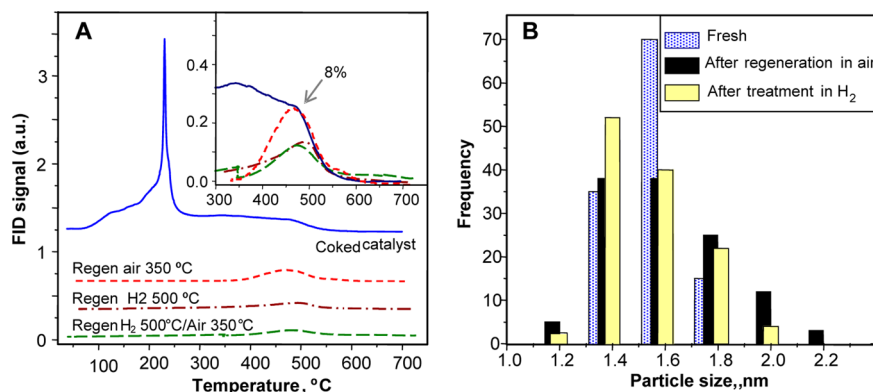 A
FID signal (a.u.)
3
2
1
0
0.4
0.2
0.0
300 400 500 600 700
8%
Coked catalyst
Regen air 350 ºC
Regen H2 500 ºC
Regen H2 500°C/Air 350°C
100 200 300 400 500 600 700
Temperature, ºC
B
Frequency
70
60
50
40
30
20
10
0
Fresh
After regeneration in air
After treatment in H2
1.0 1.2 1.4 1.6 1.8 2.0 2.2
Particle size,,nm